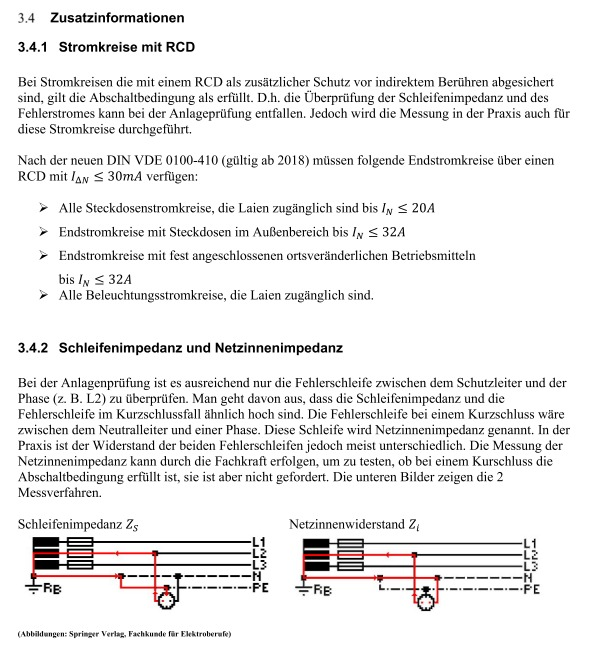 3.4 Zusatzinformationen
3.4.1 Stromkreise mit RCD
Bei Stromkreisen die mit einem RCD als zusätzlicher Schutz vor indirektem Berühren abgesichert
sind, gilt die Abschaltbedingung als erfüllt. D.h. die Überprüfung der Schleifenimpedanz und des
Fehlerstromes kann bei der Anlageprüfung entfallen. Jedoch wird die Messung in der Praxis auch für
diese Stromkreise durchgeführt.
Nach der neuen DIN VDE 0100-410 (gültig ab 2018) müssen folgende Endstromkreise über einen
RCD mit I_ΔN ≤ 30mA verfügen:
➢ Alle Steckdosenstromkreise, die Laien zugänglich sind bis I_N ≤ 20A
➢ Endstromkreise mit Steckdosen im Außenbereich bis I_N ≤ 32A
➢ Endstromkreise mit fest angeschlossenen ortsveränderlichen Betriebsmitteln
bis I_N ≤ 32A
➢ Alle Beleuchtungsstromkreise, die Laien zugänglich sind.
3.4.2 Schleifenimpedanz und Netzinnenimpedanz
Bei der Anlagenprüfung ist es ausreichend nur die Fehlerschleife zwischen dem Schutzleiter und der
Phase (z. B. L2) zu überprüfen. Man geht davon aus, dass die Schleifenimpedanz und die
Fehlerschleife im Kurzschlussfall ähnlich hoch sind. Die Fehlerschleife bei einem Kurzschluss wäre
zwischen dem Neutralleiter und einer Phase. Diese Schleife wird Netzinnenimpedanz genannt. In der
Praxis ist der Widerstand der beiden Fehlerschleifen jedoch meist unterschiedlich. Die Messung der
Netzinnenimpedanz kann durch die Fachkraft erfolgen, um zu testen, ob bei einem Kurschluss die
Abschaltbedingung erfüllt ist, sie ist aber nicht gefordert. Die unteren Bilder zeigen die 2
Messverfahren.
Schleifenimpedanz Z_S
L1
L2
L3
N
PE
R_B
Ω
Netzinnenwiderstand Z_i
L1
L2
L3
N
PE
R_B
Ω
(Abbildungen: Springer Verlag, Fachkunde für Elektroberufe)